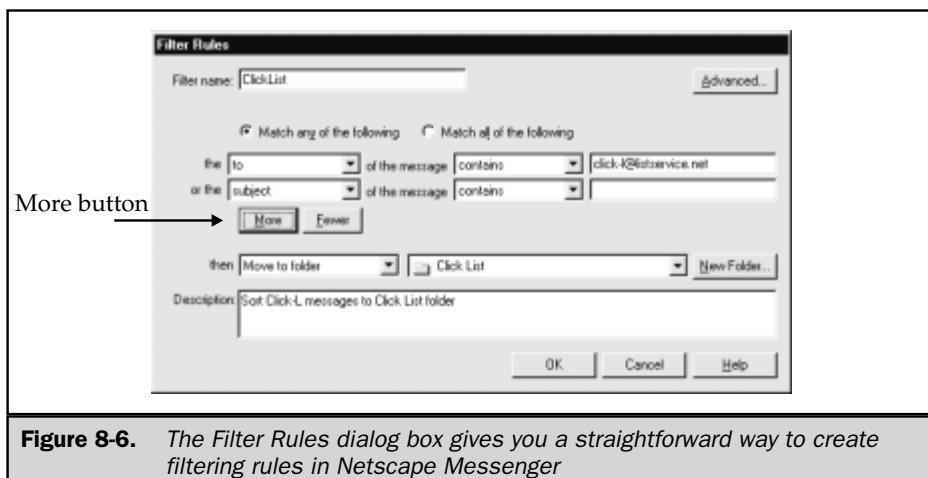 Filter Rules
Filter name: ClickList
Advanced...
Match any of the following Match all of the following
the to of the message contains click-l@listservice.net
or the subject of the message contains
More button
More Fewer
then Move to folder Click List New Folder...
Description: Sort Click-L messages to Click List folder
OK Cancel Help
Figure 8-6. The Filter Rules dialog box gives you a straightforward way to create
filtering rules in Netscape Messenger